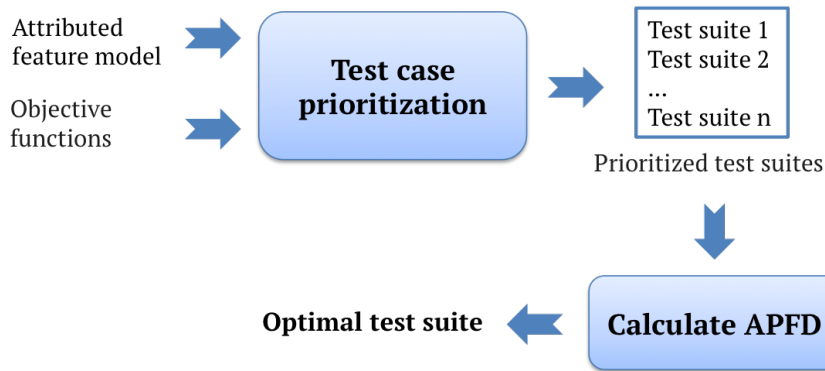 Attributed
feature model
Objective
functions
Test case
prioritization
Test suite 1
Test suite 2
...
Test suite n
Prioritized test suites
Calculate APFD
Optimal test suite